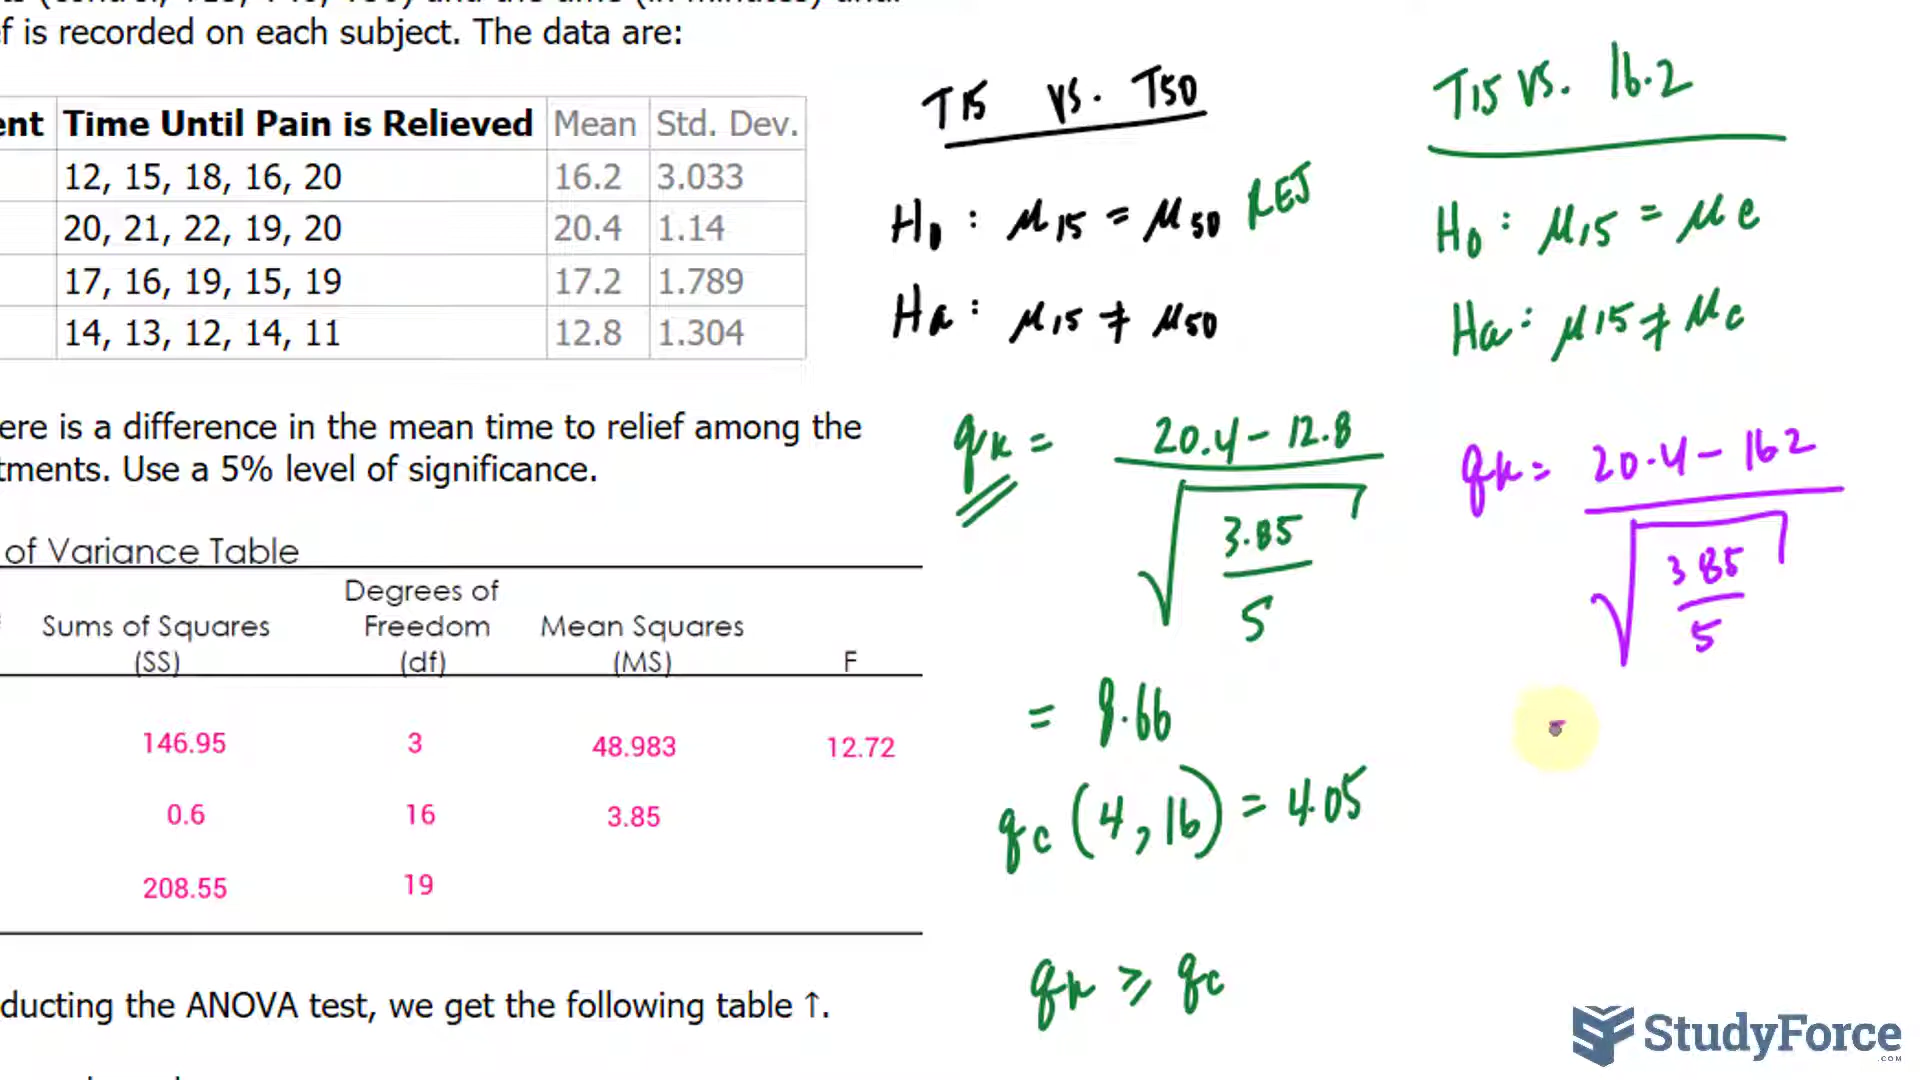 f is recorded on each subject. The data are:
ent Time Until Pain is Relieved Mean Std. Dev.
12, 15, 18, 16, 20 16.2 3.033
20, 21, 22, 19, 20 20.4 1.14
17, 16, 19, 15, 19 17.2 1.789
14, 13, 12, 14, 11 12.8 1.304
ere is a difference in the mean time to relief among the
tments. Use a 5% level of significance.
of Variance Table
Sums of Squares (SS) Degrees of Freedom (df) Mean Squares (MS) F
146.95 3 48.983 12.72
0.6 16 3.85
208.55 19
ducting the ANOVA test, we get the following table ↑.
T15 vs. T50
H0 : μ15 = μ50 REJ
Ha : μ15 ≠ μ50
qk = 20.4 - 12.8
√ 3.85
5
= 8.66
qc (4, 16) = 4.05
qk ≥ qc
T15 vs. 16.2
H0 : μ15 = μc
Ha : μ15 ≠ μc
qk = 20.4 - 16 2
√ 3 85
5
StudyForce
.COM